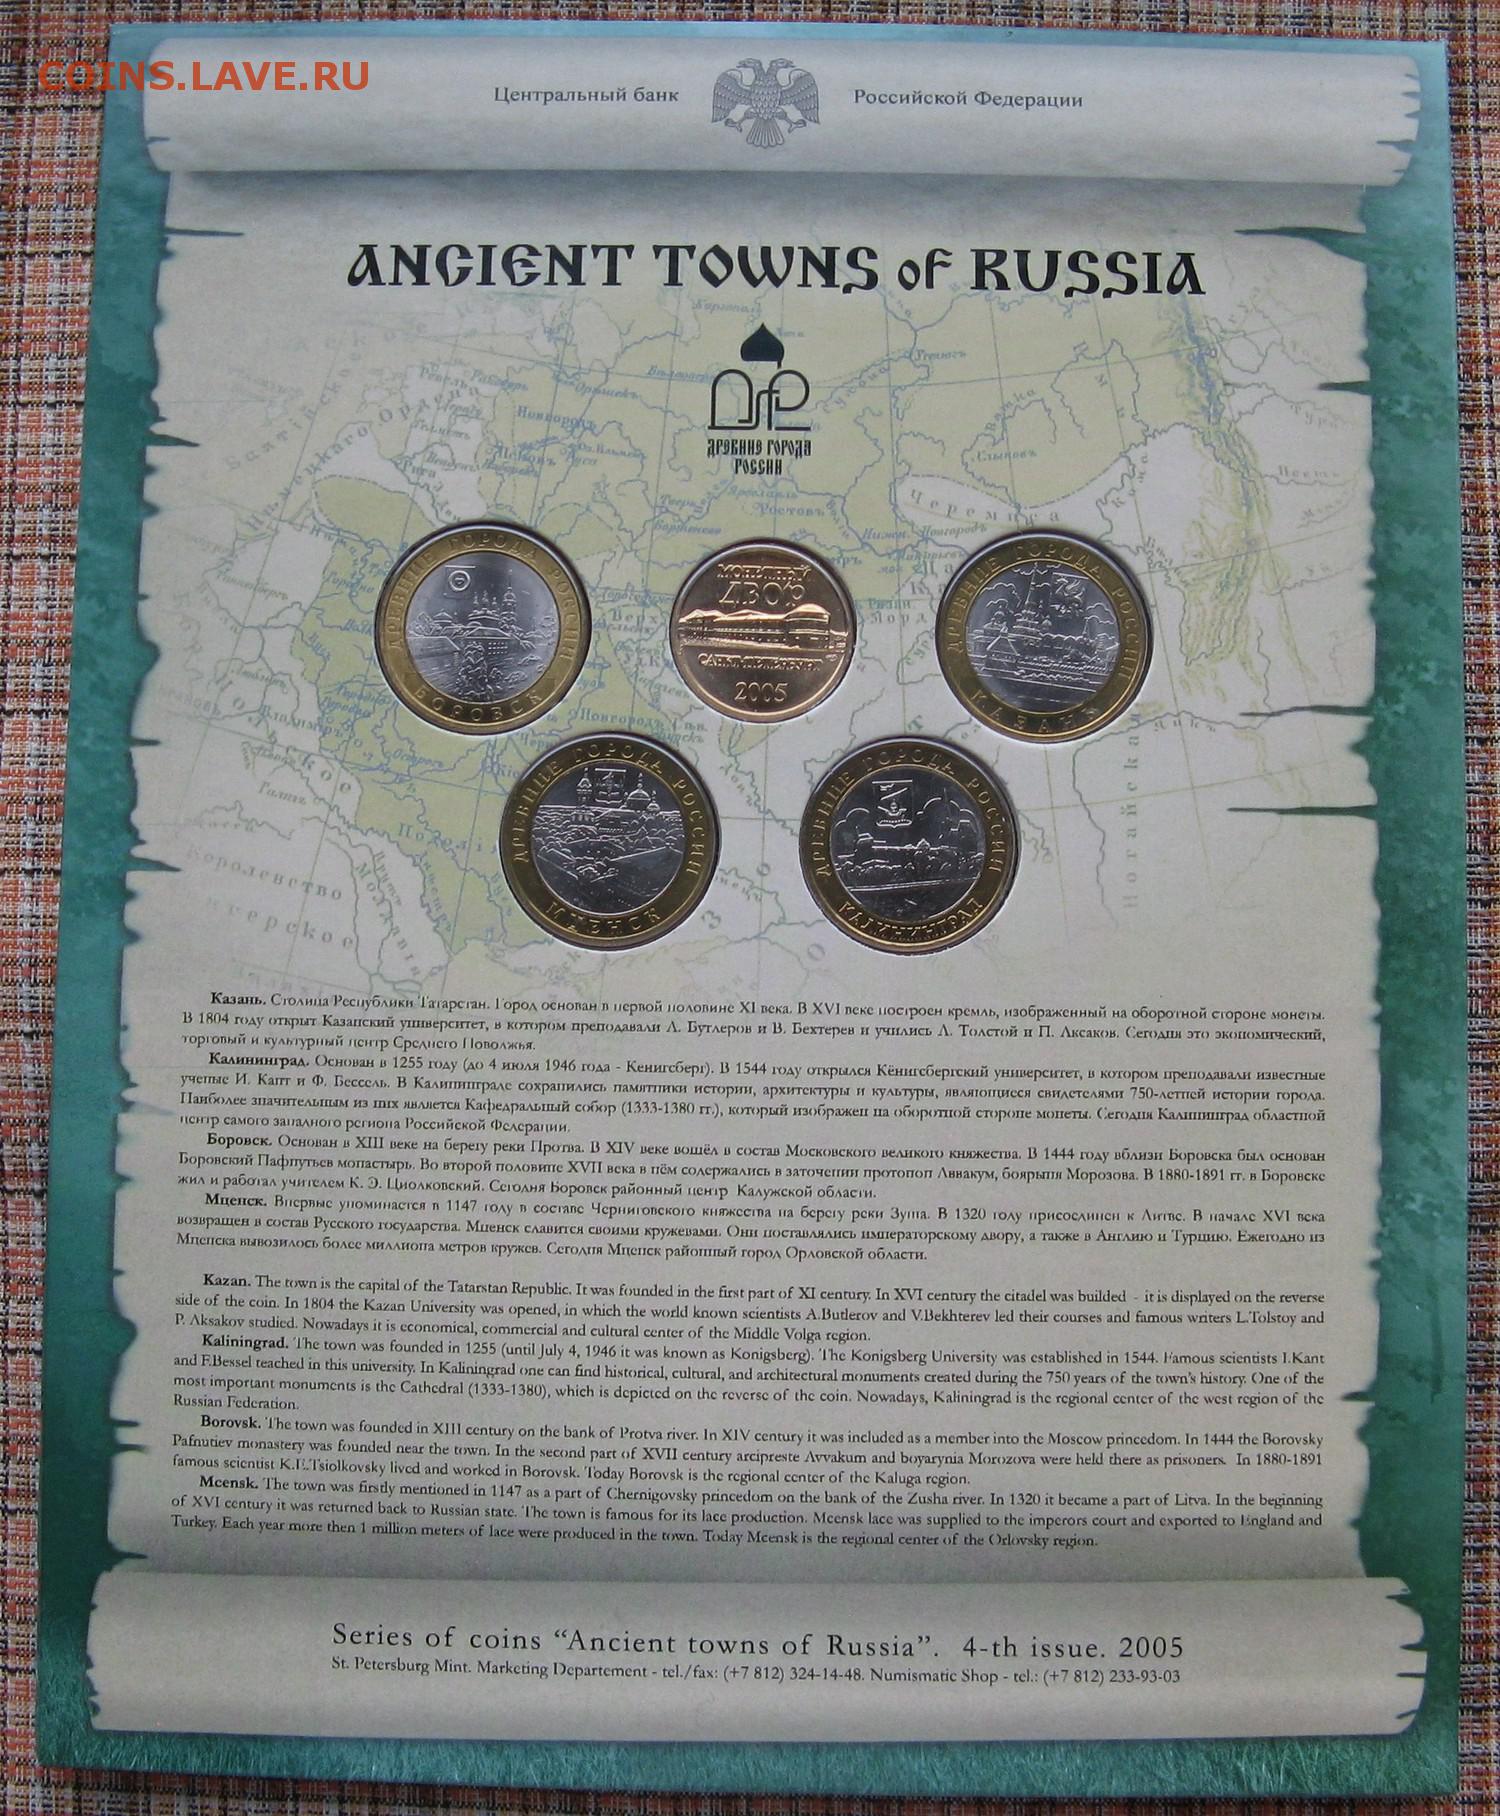 COINS.LAVE.RU
Центральный банк Российской Федерации
ANCIENT TOWNS OF RUSSIA
ДРЕВНИЕ ГОРОДА
РОССИИ
ДРЕВНИЕ ГОРОДА РОССИИ
БОРОВСК
МОНЕТНЫЙ
ДВОР
САНКТ-ПЕТЕРБУРГ
2005
ДРЕВНИЕ ГОРОДА РОССИИ
КАЗАНЬ
ДРЕВНИЕ ГОРОДА РОССИИ
МЦЕНСК
ДРЕВНИЕ ГОРОДА РОССИИ
КАЛИНИНГРАД
Казань. Столица Республики Татарстан. Город основан в первой половине XI века. В XVI веке построен кремль, изображенный на оборотной стороне монеты.
В 1804 году открыт Казанский университет, в котором преподавали А. Бутлеров и В. Бехтерев и учились Л. Толстой и П. Аксаков. Сегодня это экономический,
торговый и культурный центр Среднего Поволжья.
Калининград. Основан в 1255 году (до 4 июля 1946 года - Кенигсберг). В 1544 году открылся Кёнигсбергский университет, в котором преподавали известные
ученые И. Кант и Ф. Бессель. В Калининграде сохранились памятники истории, архитектуры и культуры, являющиеся свидетелями 750-летней истории города.
Наиболее значительным из них является Кафедральный собор (1333-1380 гг.), который изображен на оборотной стороне монеты. Сегодня Калининград областной
центр самого западного региона Российской Федерации.
Боровск. Основан в XIII веке на берегу реки Протва. В XIV веке вошёл в состав Московского великого княжества. В 1444 году вблизи Боровска был основан
Боровский Пафнутьев монастырь. Во второй половине XVII века в нём содержались в заточении протопоп Аввакум, боярыня Морозова. В 1880-1891 гг. в Боровске
жил и работал учителем К. Э. Циолковский. Сегодня Боровск районный центр Калужской области.
Мценск. Впервые упоминается в 1147 году в составе Черниговского княжества на берегу реки Зуша. В 1320 году присоединен к Литве. В начале XVI века
возвращен в состав Русского государства. Мценск славится своими кружевами. Они поставлялись императорскому двору, а также в Англию и Турцию. Ежегодно из
Мценска вывозилось более миллиона метров кружев. Сегодня Мценск районный город Орловской области.
Kazan. The town is the capital of the Tatarstan Republic. It was founded in the first part of XI century. In XVI century the citadel was builded - it is displayed on the reverse
side of the coin. In 1804 the Kazan University was opened, in which the world known scientists A.Butlerov and V.Bekhterev led their courses and famous writers L.Tolstoy and
P. Aksakov studied. Nowadays it is economical, commercial and cultural center of the Middle Volga region.
Kaliningrad. The town was founded in 1255 (until July 4, 1946 it was known as Konigsberg). The Konigsberg University was established in 1544. Famous scientists I.Kant
and F.Bessel teached in this university. In Kaliningrad one can find historical, cultural, and architectural monuments created during the 750 years of the town's history. One of the
most important monuments is the Cathedral (1333-1380), which is depicted on the reverse of the coin. Nowadays, Kaliningrad is the regional center of the west region of the
Russian Federation.
Borovsk. The town was founded in XIII century on the bank of Protva river. In XIV century it was included as a member into the Moscow princedom. In 1444 the Borovsky
Pafnutiev monastery was founded near the town. In the second part of XVII century arcipreste Avvakum and boyarynia Morozova were held there as prisoners. In 1880-1891
famous scientist K.E.Tsiolkovsky lived and worked in Borovsk. Today Borovsk is the regional center of the Kaluga region.
Mcensk. The town was firstly mentioned in 1147 as a part of Chernigovsky princedom on the bank of the Zusha river. In 1320 it became a part of Litva. In the beginning
of XVI century it was returned back to Russian state. The town is famous for its lace production. Mcensk lace was supplied to the imperors court and exported to England and
Turkey. Each year more then 1 million meters of lace were produced in the town. Today Mcensk is the regional center of the Orlovsky region.
Series of coins “Ancient towns of Russia”. 4-th issue. 2005
St. Petersburg Mint. Marketing Departement - tel./fax: (+7 812) 324-14-48. Numismatic Shop - tel.: (+7 812) 233-93-03